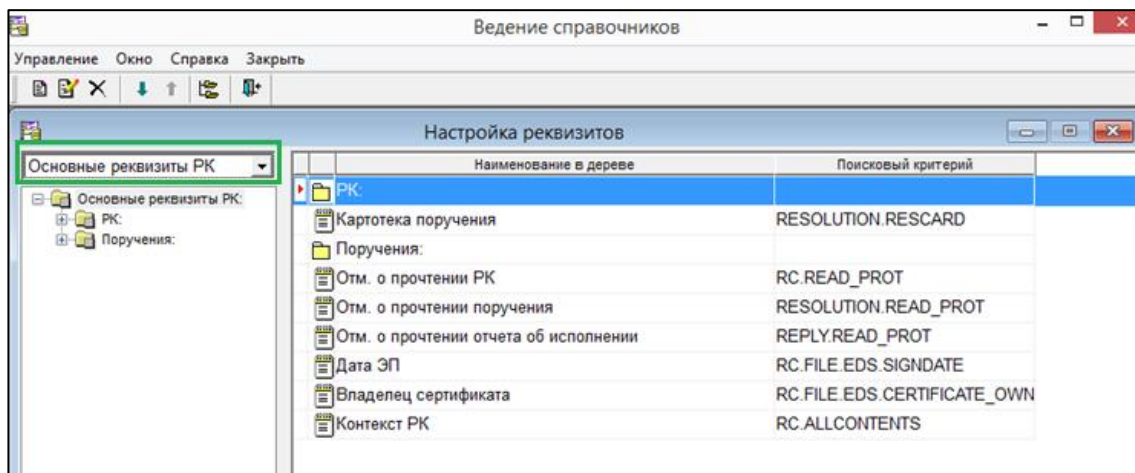 Ведение справочников
Управление Окно Справка Закрыть
Настройка реквизитов
Основные реквизиты РК
Основные реквизиты РК:
РК:
Поручения:
Наименование в дереве Поисковый критерий
РК:
Картотека поручения RESOLUTION.RESCARD
Поручения:
Отм. о прочтении РК RC.READ_PROT
Отм. о прочтении поручения RESOLUTION.READ_PROT
Отм. о прочтении отчета об исполнении REPLY.READ_PROT
Дата ЭП RC.FILE.EDS.SIGNDATE
Владелец сертификата RC.FILE.EDS.CERTIFICATE_OWN
Контекст РК RC.ALLCONTENTS